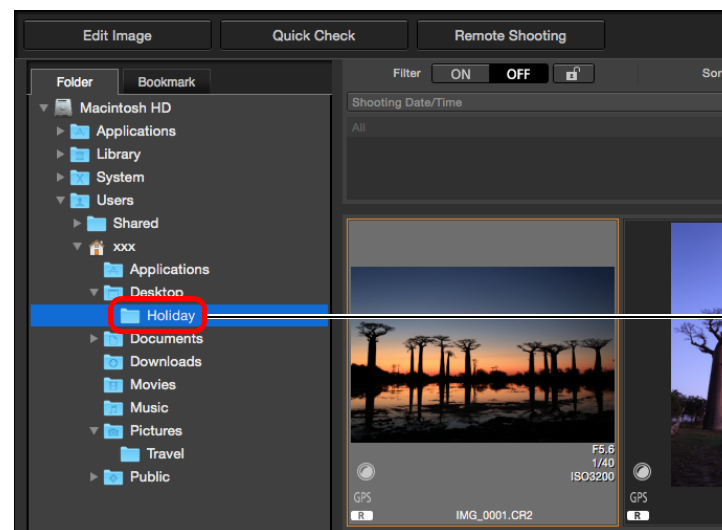 Edit Image Quick Check Remote Shooting
Folder Bookmark Filter ON OFF Sor
Macintosh HD
Shooting Date/Time
Applications
All
Library
System
Users
Shared
xxx
Applications
Desktop
Holiday
Documents
Downloads
Movies
Music
Pictures
Travel
Public
F5.6
1/40
ISO3200
GPS
R IMG_0001.CR2
GPS
R